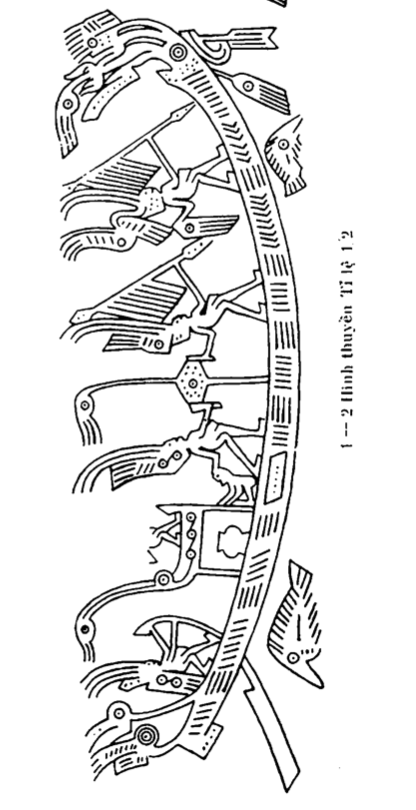 1 — 2 Hình thuyền Tỉ lệ 1/2